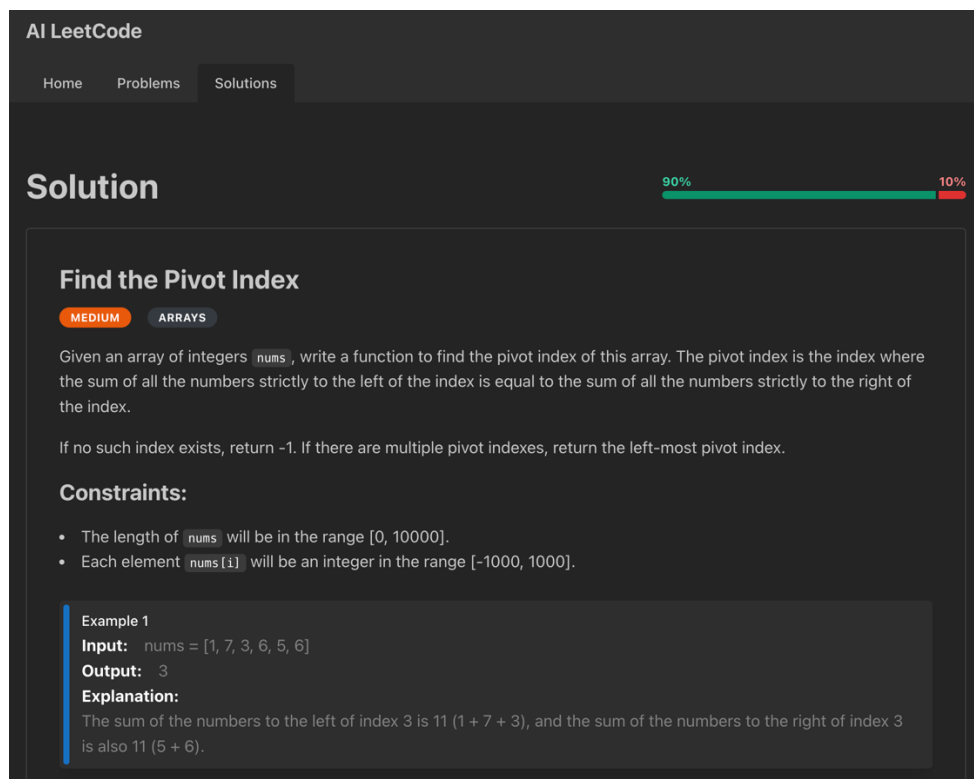 AI LeetCode
Home Problems Solutions
Solution
90% 10%
Find the Pivot Index
MEDIUM ARRAYS
Given an array of integers nums, write a function to find the pivot index of this array. The pivot index is the index where
the sum of all the numbers strictly to the left of the index is equal to the sum of all the numbers strictly to the right of
the index.
If no such index exists, return -1. If there are multiple pivot indexes, return the left-most pivot index.
Constraints:
• The length of nums will be in the range [0, 10000].
• Each element nums[i] will be an integer in the range [-1000, 1000].
Example 1
Input: nums = [1, 7, 3, 6, 5, 6]
Output: 3
Explanation:
The sum of the numbers to the left of index 3 is 11 (1 + 7 + 3), and the sum of the numbers to the right of index 3
is also 11 (5 + 6).